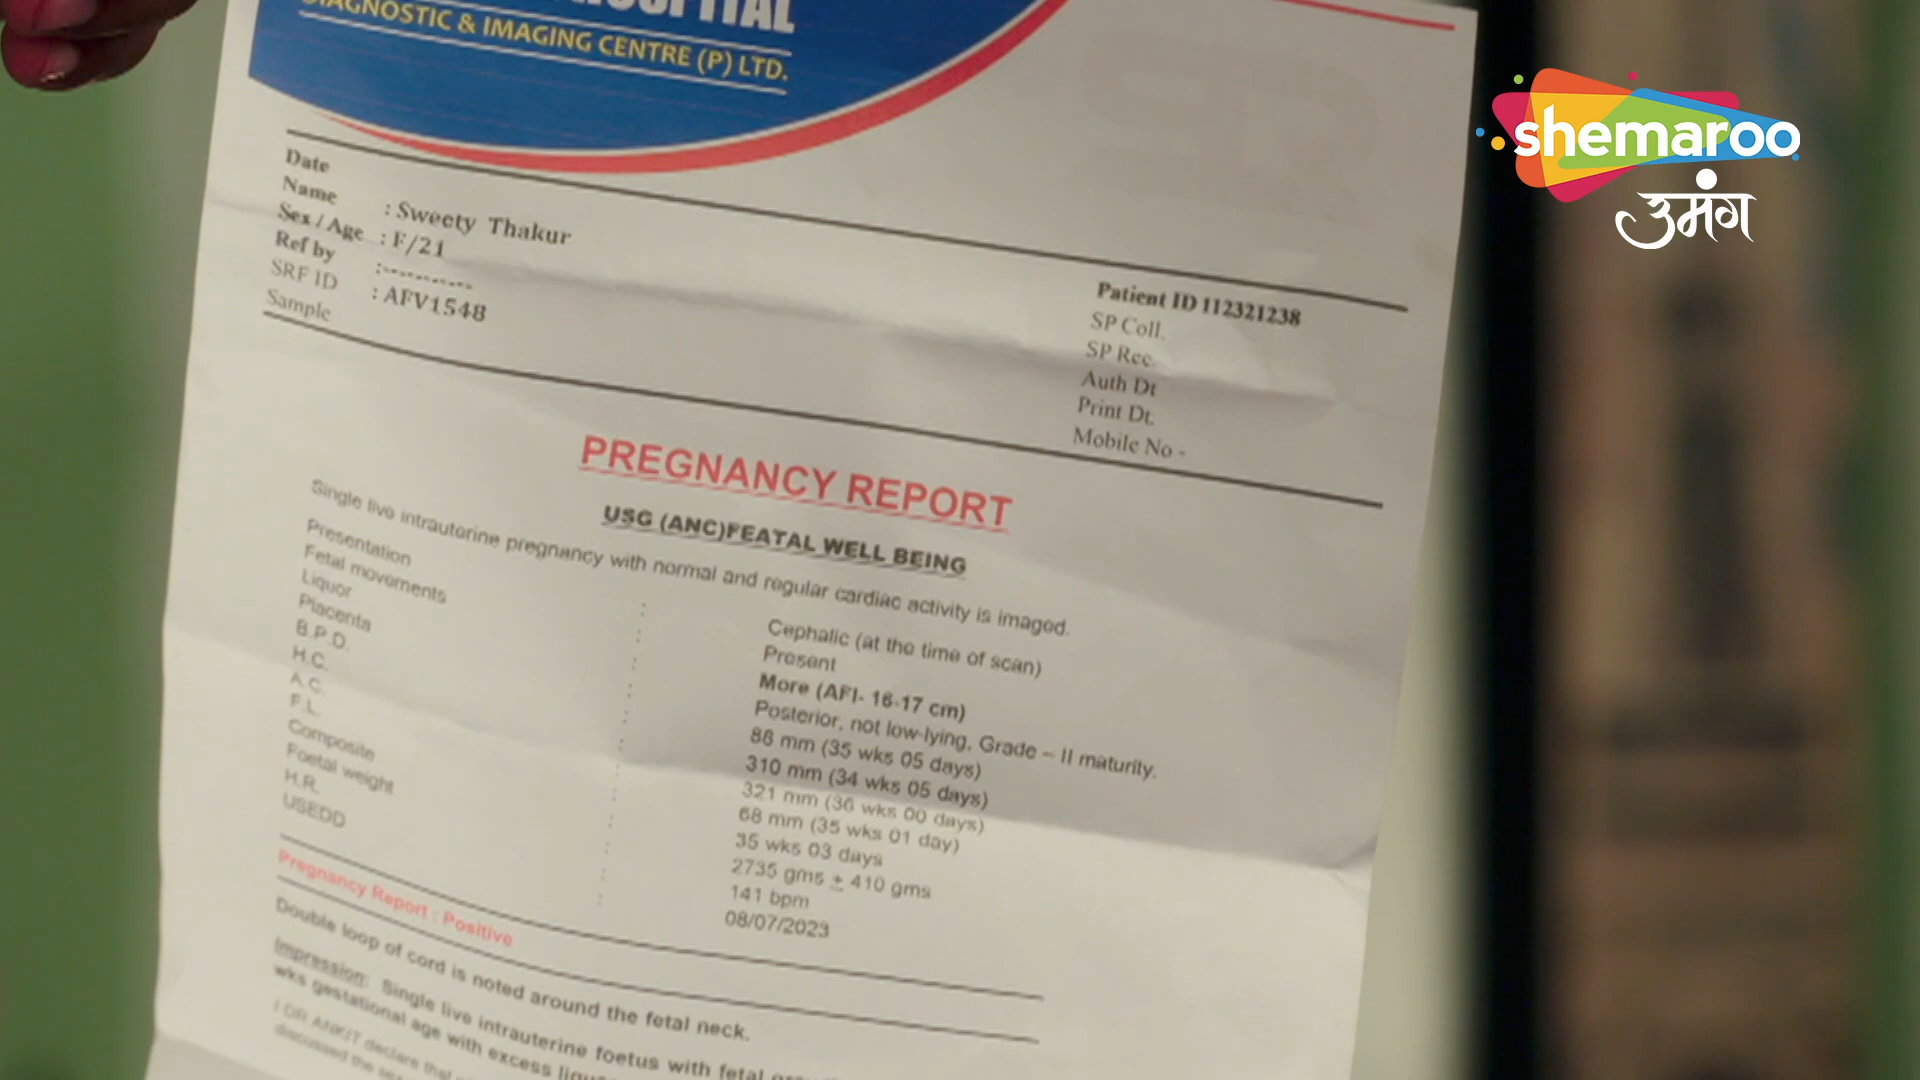 HOSPITAL
DIAGNOSTIC & IMAGING CENTRE (P) LTD.
shemaroo
उमंग
Date
Name : Sweety Thakur
Sex / Age : F/21
Ref by :-----------
SRF ID : AFV1548
Sample
Patient ID 112321238
SP Coll.
SP Rec.
Auth Dt
Print Dt.
Mobile No -
PREGNANCY REPORT
USG (ANC)FEATAL WELL BEING
Single live intrauterine pregnancy with normal and regular cardiac activity is imaged.
Presentation : Cephalic (at the time of scan)
Fetal movements : Present
Liquor : More (AFI- 16-17 cm)
Placenta : Posterior, not low-lying, Grade – II maturity.
B.P.D. : 88 mm (35 wks 05 days)
H.C. : 310 mm (34 wks 05 days)
A.C. : 321 mm (36 wks 00 days)
F.L. : 68 mm (35 wks 01 day)
Composite : 35 wks 03 days
Foetal weight : 2735 gms ± 410 gms
H.R. : 141 bpm
USEDD : 08/07/2023
Pregnancy Report : Positive
Double loop of cord is noted around the fetal neck.
Impression: Single live intrauterine foetus with fetal
wks gestational age with excess
I DR ANKIT declare that
discussed the